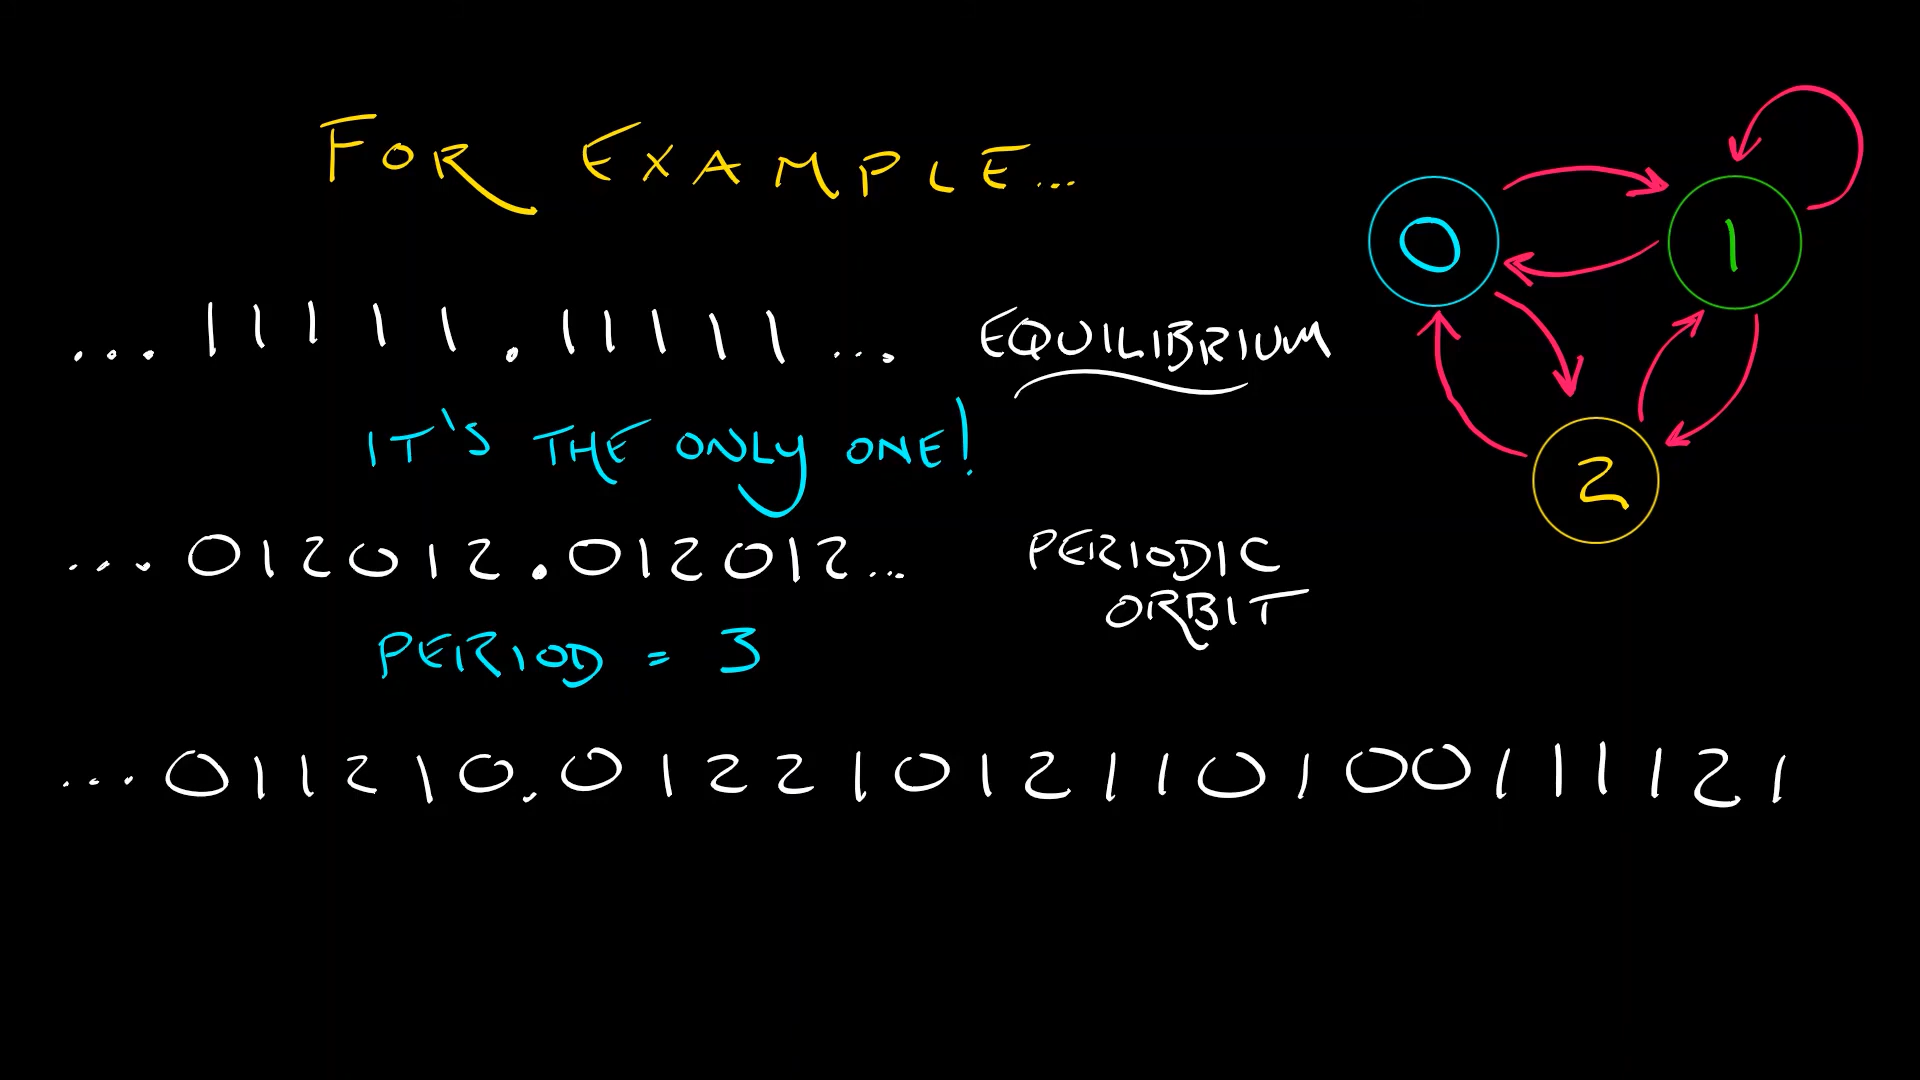 FOR EXAMPLE...
...11111.11111...
EQUILIBRIUM
IT'S THE ONLY ONE!
...012012.012012...
PERIODIC
ORBIT
PERIOD = 3
...011210.01221012110100111121
0
1
2